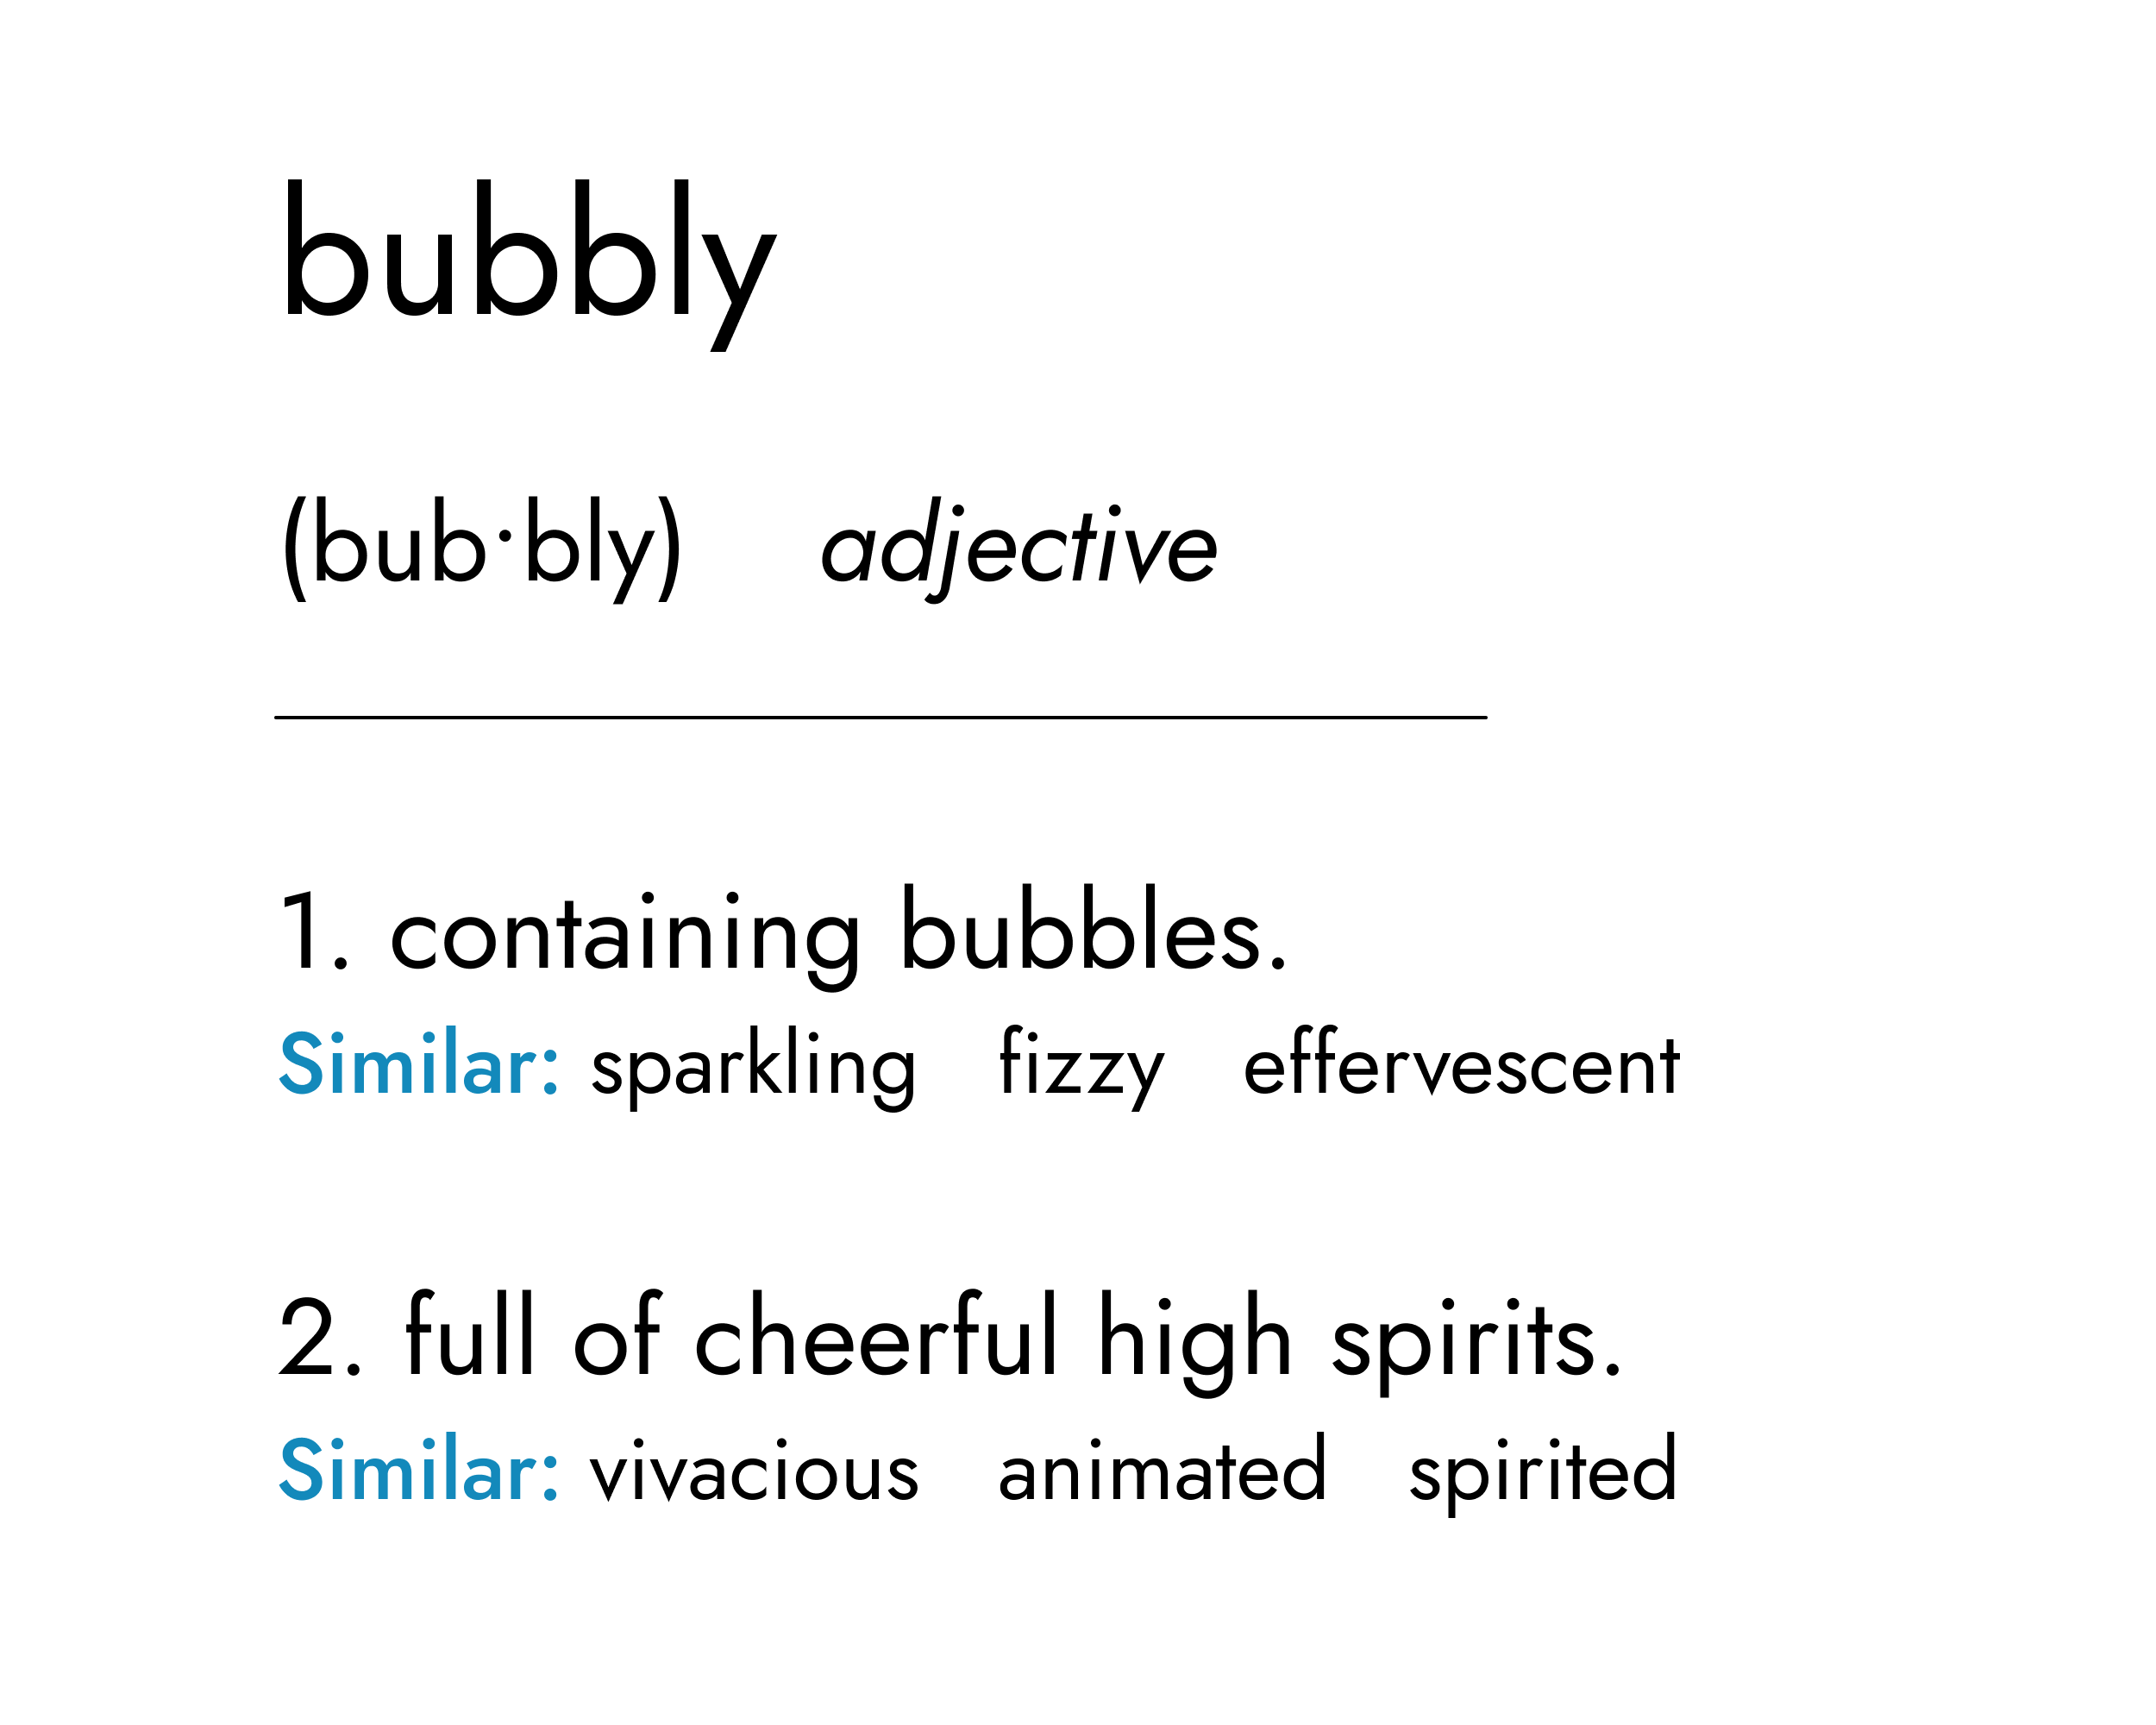 bubbly
(bub·bly) adjective
1. containing bubbles.
Similar: sparkling fizzy effervescent
2. full of cheerful high spirits.
Similar: vivacious animated spirited